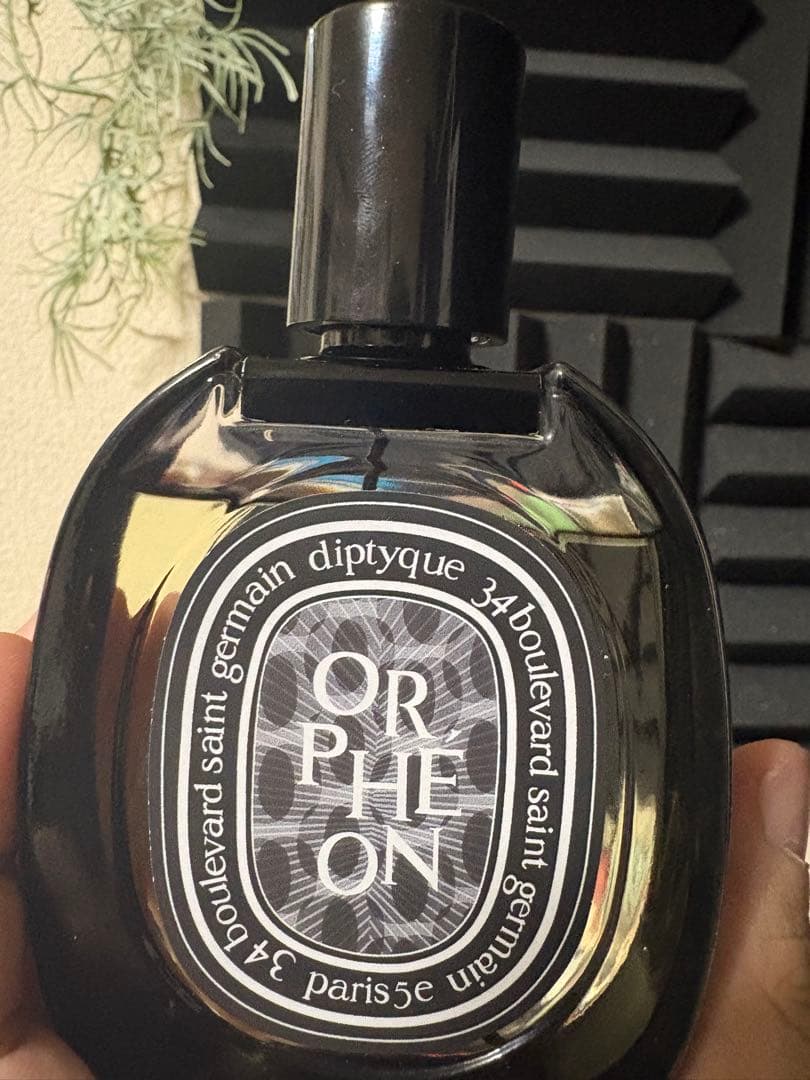 diptyque 34 boulevard saint germain
paris 5e
34 boulevard saint germain
OR
PHÉ
ON